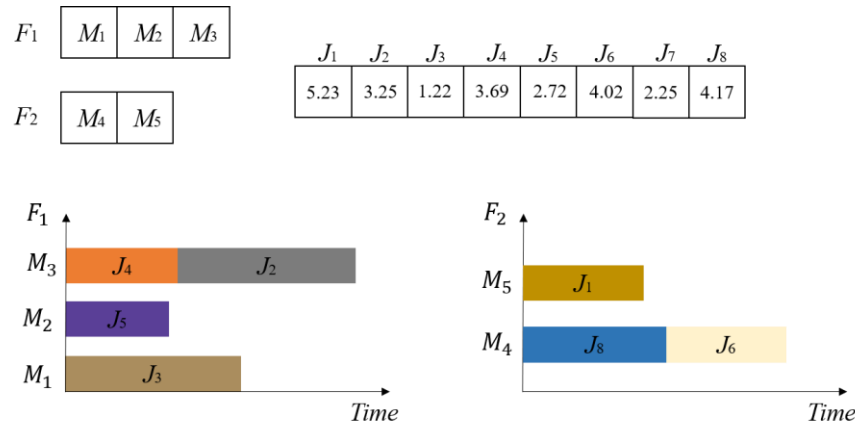 F1 M1 M2 M3
J1 J2 J3 J4 J5 J6 J7 J8
5.23 3.25 1.22 3.69 2.72 4.02 2.25 4.17
F2 M4 M5
F1
M3 J4 J2
M2 J5
M1 J3
Time
F2
M5 J1
M4 J8 J6
Time